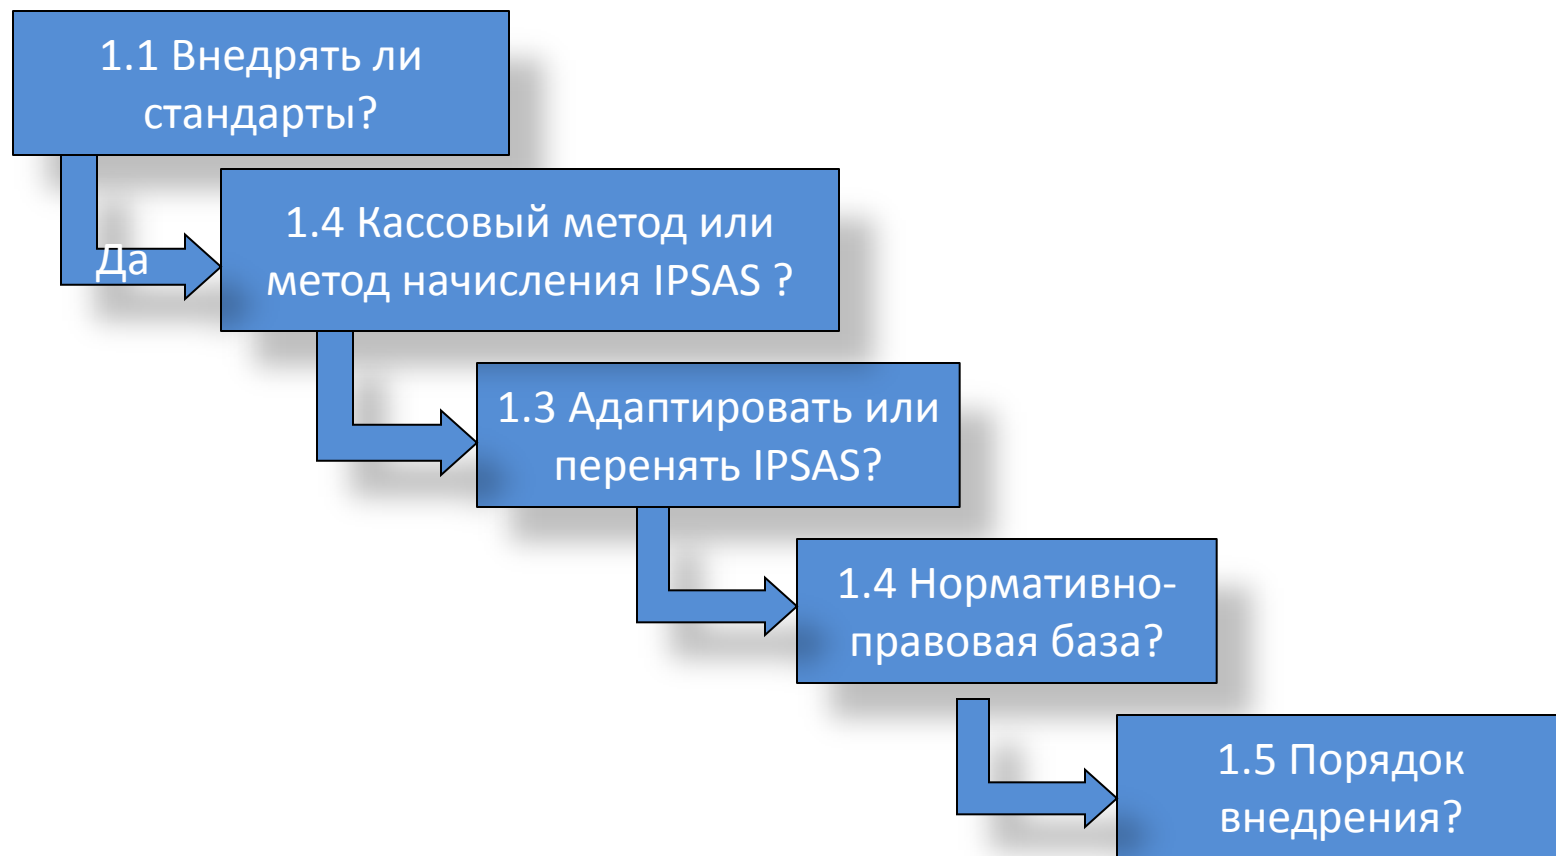 1.1 Внедрять ли
стандарты?
Да
1.4 Кассовый метод или
метод начисления IPSAS ?
1.3 Адаптировать или
перенять IPSAS?
1.4 Нормативно-
правовая база?
1.5 Порядок
внедрения?